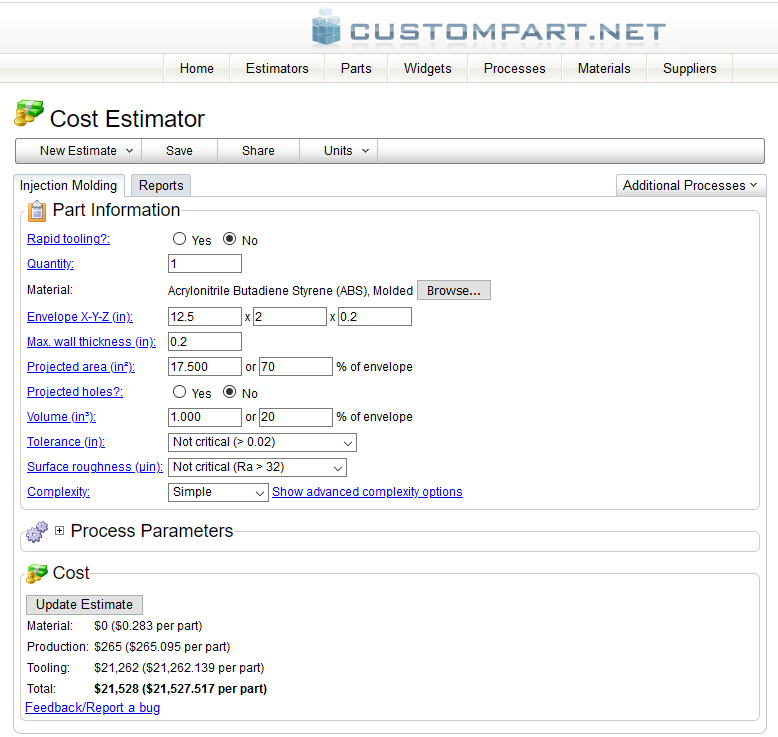 CUSTOMPART.NET
Home Estimators Parts Widgets Processes Materials Suppliers
Cost Estimator
New Estimate Save Share Units
Injection Molding Reports Additional Processes
Part Information
Rapid tooling?: Yes No
Quantity: 1
Material: Acrylonitrile Butadiene Styrene (ABS), Molded Browse...
Envelope X-Y-Z (in): 12.5 x 2 x 0.2
Max. wall thickness (in): 0.2
Projected area (in²): 17.500 or 70 % of envelope
Projected holes?: Yes No
Volume (in³): 1.000 or 20 % of envelope
Tolerance (in): Not critical (> 0.02)
Surface roughness (µin): Not critical (Ra > 32)
Complexity: Simple Show advanced complexity options
Process Parameters
Cost
Update Estimate
Material: $0 ($0.283 per part)
Production: $265 ($265.095 per part)
Tooling: $21,262 ($21,262.139 per part)
Total: $21,528 ($21,527.517 per part)
Feedback/Report a bug